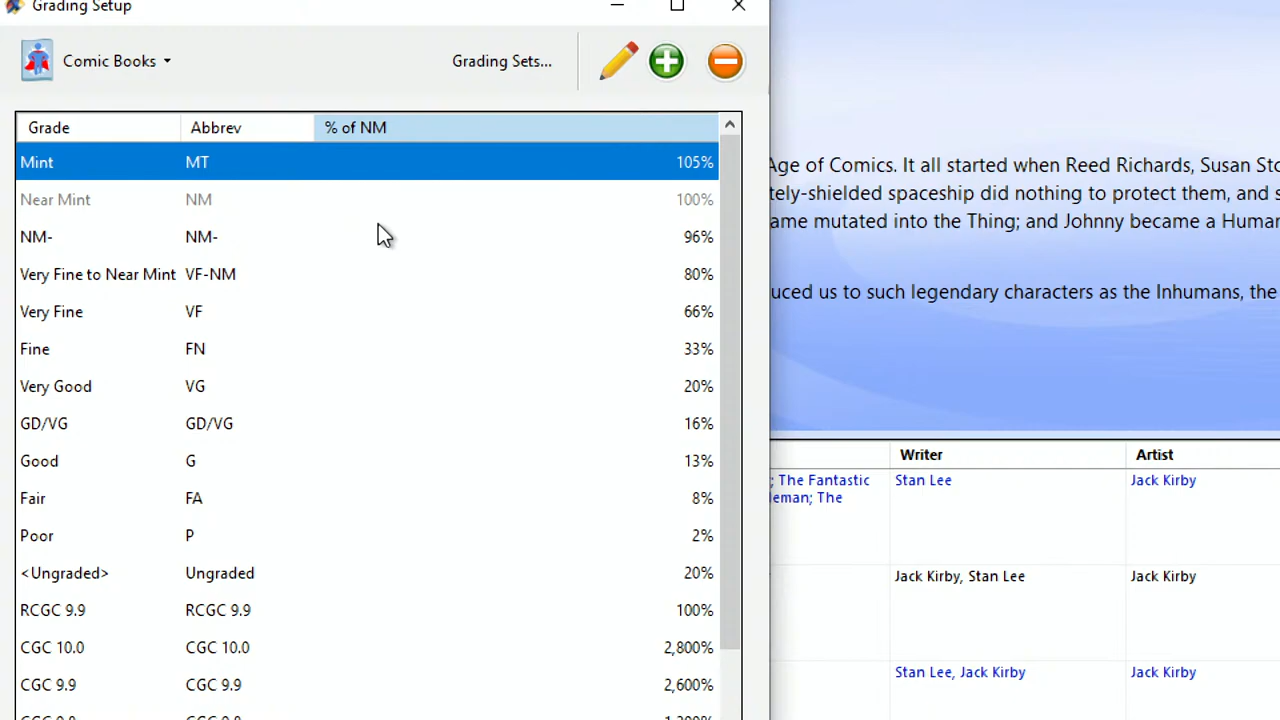 Grading Setup
Comic Books
Grading Sets...
Grade Abbrev % of NM
Mint MT 105%
Near Mint NM 100%
NM- NM- 96%
Very Fine to Near Mint VF-NM 80%
Very Fine VF 66%
Fine FN 33%
Very Good VG 20%
GD/VG GD/VG 16%
Good G 13%
Fair FA 8%
Poor P 2%
<Ungraded> Ungraded 20%
RCGC 9.9 RCGC 9.9 100%
CGC 10.0 CGC 10.0 2,800%
CGC 9.9 CGC 9.9 2,600%
Age of Comics. It all started when Reed Richards, Susan
tely-shielded spaceship did nothing to protect them, and
ame mutated into the Thing; and Johnny became a
uced us to such legendary characters as the Inhumans, the
Writer Artist
; The Fantastic Stan Lee Jack Kirby
leman; The
Jack Kirby, Stan Lee Jack Kirby
Stan Lee, Jack Kirby Jack Kirby